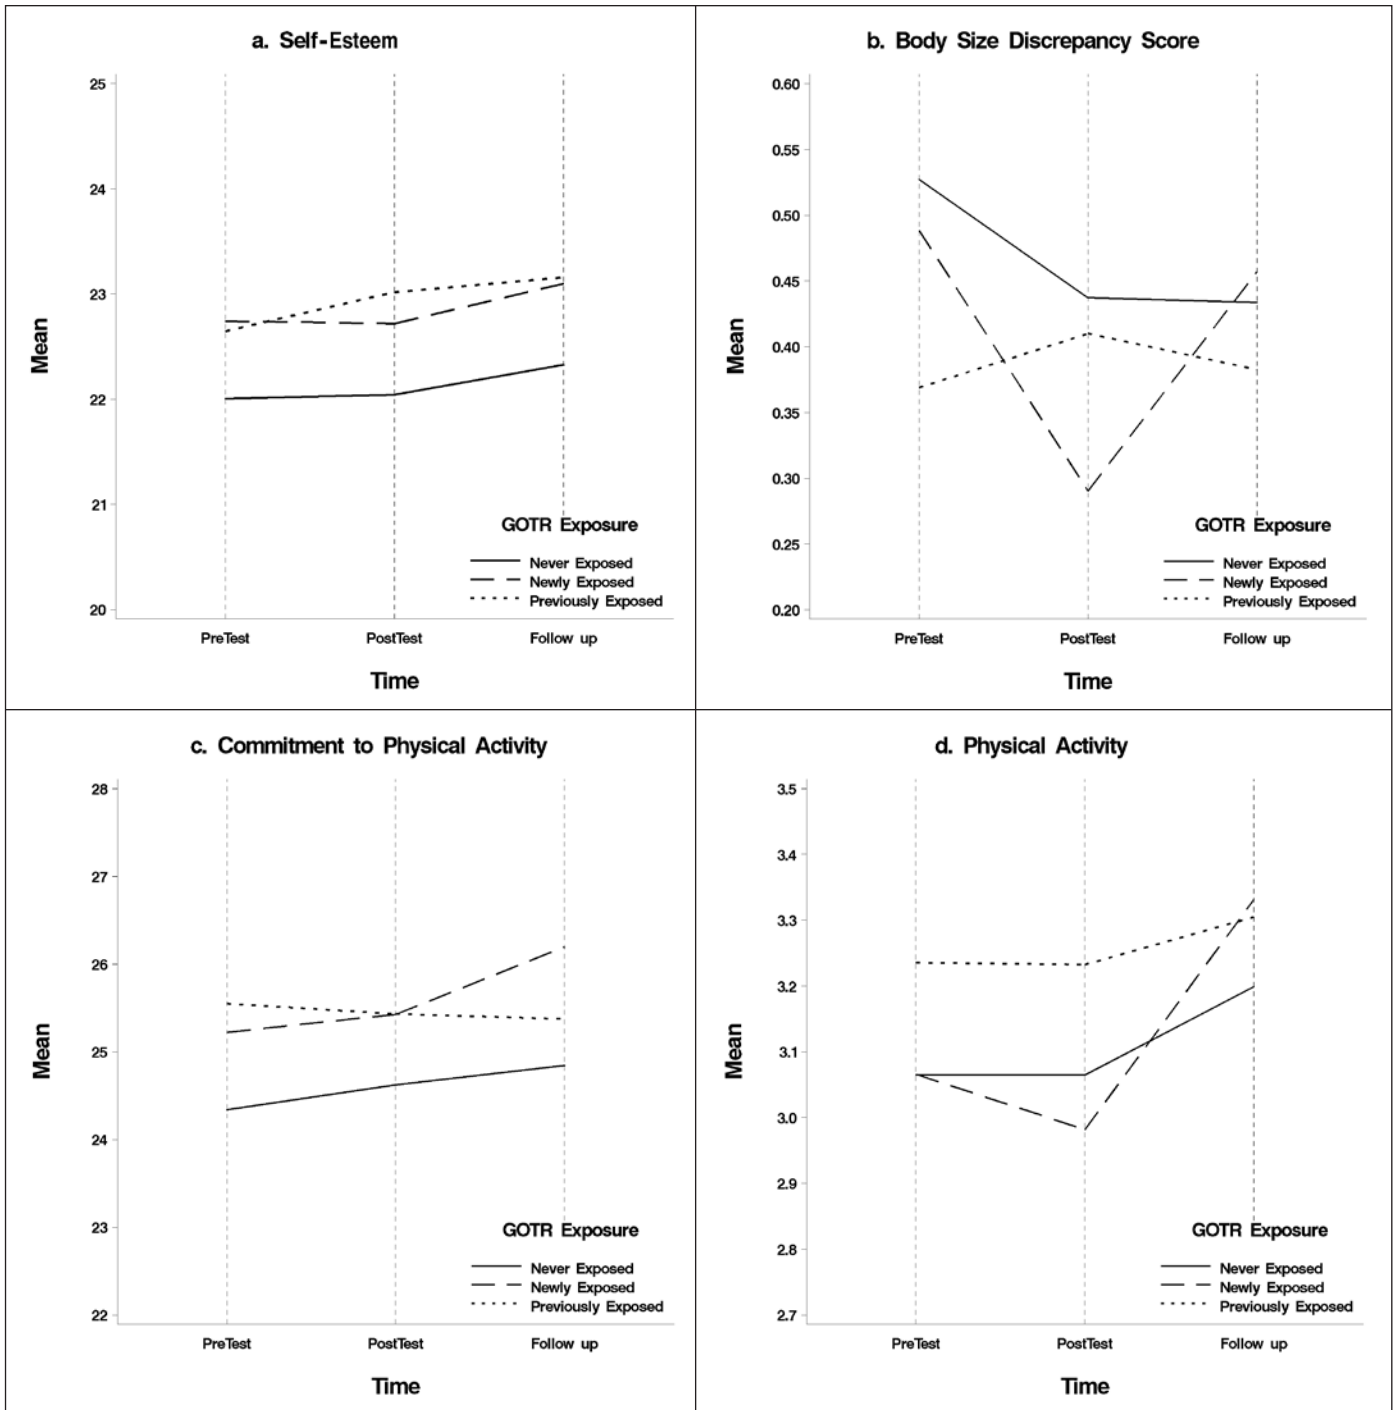 a. Self-Esteem
25
24
23
22
21
20
Mean
GOTR Exposure
Never Exposed
Newly Exposed
Previously Exposed
PreTest PostTest Follow up
Time
b. Body Size Discrepancy Score
0.60
0.55
0.50
0.45
0.40
0.35
0.30
0.25
0.20
Mean
GOTR Exposure
Never Exposed
Newly Exposed
Previously Exposed
PreTest PostTest Follow up
Time
c. Commitment to Physical Activity
28
27
26
25
24
23
22
Mean
GOTR Exposure
Never Exposed
Newly Exposed
Previously Exposed
PreTest PostTest Follow up
Time
d. Physical Activity
3.5
3.4
3.3
3.2
3.1
3.0
2.9
2.8
2.7
Mean
GOTR Exposure
Never Exposed
Newly Exposed
Previously Exposed
PreTest PostTest Follow up
Time